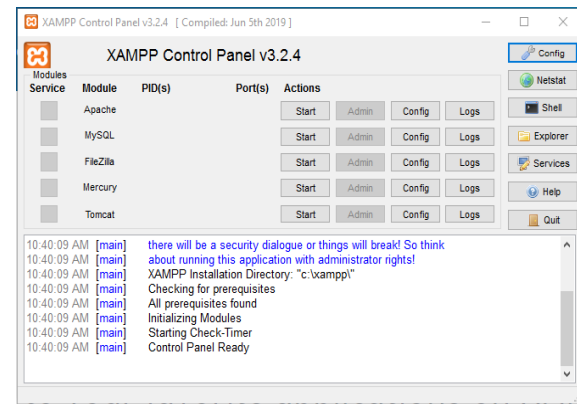 XAMPP Control Panel v3.2.4 [ Compiled: Jun 5th 2019 ]
XAMPP Control Panel v3.2.4
Config
Modules
Service Module PID(s) Port(s) Actions
Netstat
Apache Start Admin Config Logs
Shell
MySQL Start Admin Config Logs
Explorer
FileZilla Start Admin Config Logs
Services
Mercury Start Admin Config Logs
Help
Tomcat Start Admin Config Logs
Quit
10:40:09 AM [main] there will be a security dialogue or things will break! So think
10:40:09 AM [main] about running this application with administrator rights!
10:40:09 AM [main] XAMPP Installation Directory: "c:\xampp\"
10:40:09 AM [main] Checking for prerequisites
10:40:09 AM [main] All prerequisites found
10:40:09 AM [main] Initializing Modules
10:40:09 AM [main] Starting Check-Timer
10:40:09 AM [main] Control Panel Ready